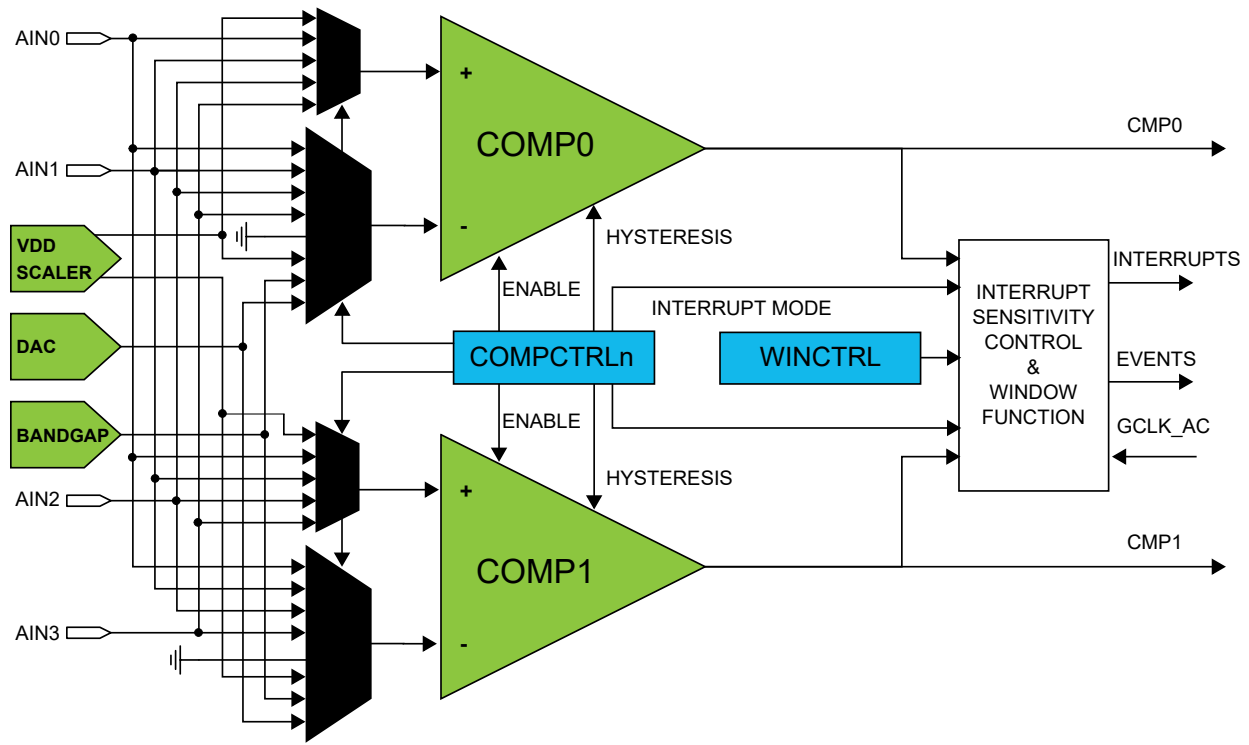 AIN0
+
CMP0
COMP0
AIN1
-
HYSTERESIS
VDD
SCALER
ENABLE
INTERRUPTS
INTERRUPT MODE
INTERRUPT
SENSITIVITY
CONTROL
&
WINDOW
FUNCTION
DAC
COMPCTRLn
WINCTRL
EVENTS
ENABLE
GCLK_AC
BANDGAP
HYSTERESIS
AIN2
+
CMP1
COMP1
AIN3
-